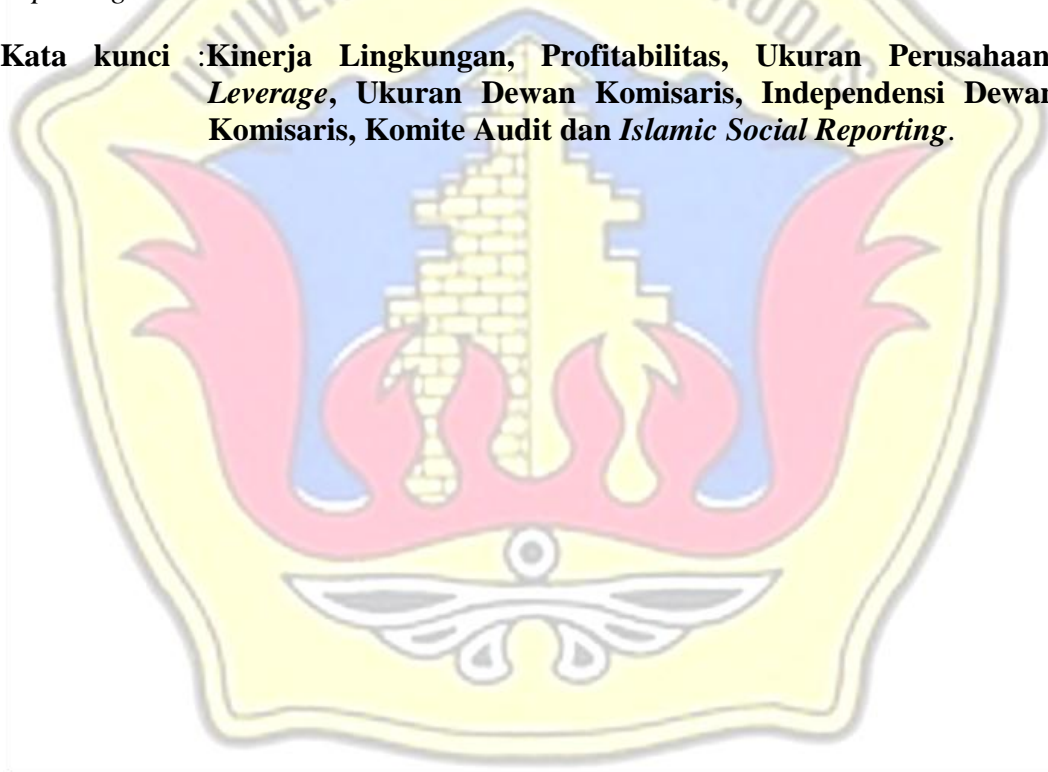 Kata kunci :Kinerja Lingkungan, Profitabilitas, Ukuran Perusahaan
Leverage, Ukuran Dewan Komisaris, Independensi Dewan
Komisaris, Komite Audit dan Islamic Social Reporting.